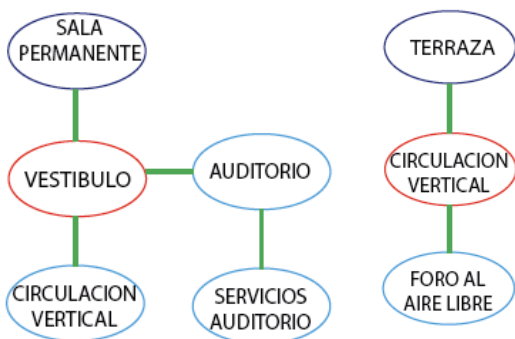 SALA
PERMANENTE
TERRAZA
VESTIBULO
AUDITORIO
CIRCULACION
VERTICAL
CIRCULACION
VERTICAL
SERVICIOS
AUDITORIO
FORO AL
AIRE LIBRE